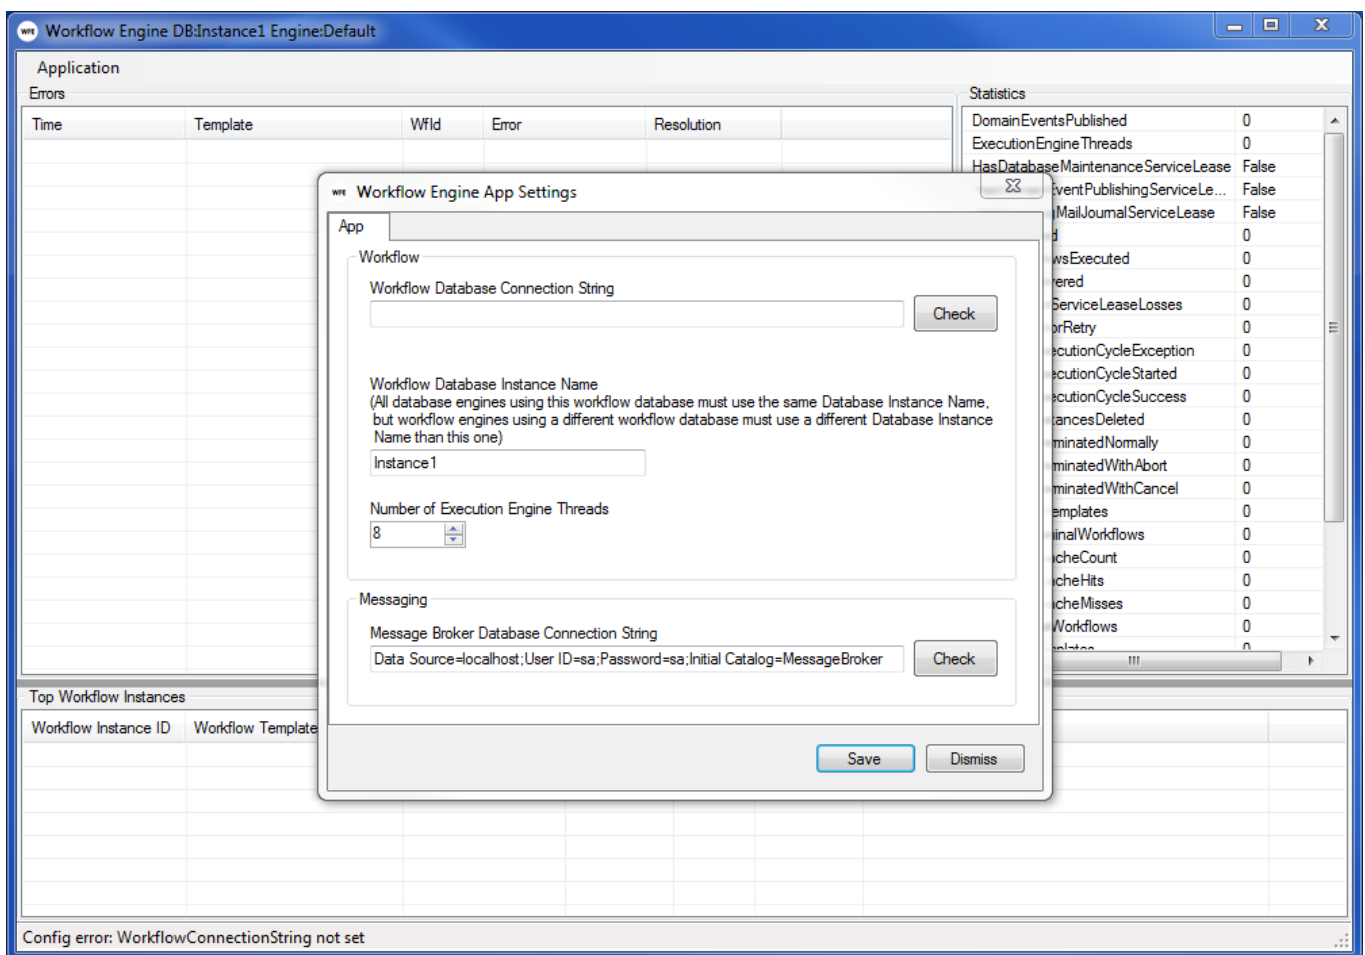 WFE Workflow Engine DB:Instance1 Engine:Default
Application
Errors
Time Template WfId Error Resolution
Statistics
DomainEventsPublished 0
ExecutionEngineThreads 0
HasDatabaseMaintenanceServiceLease False
EventPublishingServiceLe... False
MailJournalServiceLease False
d 0
wsExecuted 0
vered 0
ServiceLeaseLosses 0
orRetry 0
ecutionCycleException 0
ecutionCycleStarted 0
ecutionCycleSuccess 0
tancesDeleted 0
minatedNormally 0
minatedWithAbort 0
minatedWithCancel 0
emplates 0
inalWorkflows 0
acheCount 0
acheHits 0
acheMisses 0
Workflows 0
WFE Workflow Engine App Settings
App
Workflow
Workflow Database Connection String
Check
Workflow Database Instance Name
(All database engines using this workflow database must use the same Database Instance Name,
but workflow engines using a different workflow database must use a different Database Instance
Name than this one)
Instance1
Number of Execution Engine Threads
8
Messaging
Message Broker Database Connection String
Data Source=localhost;User ID=sa;Password=sa;Initial Catalog=MessageBroker
Check
Save Dismiss
Top Workflow Instances
Workflow Instance ID Workflow Template
Config error: WorkflowConnectionString not set